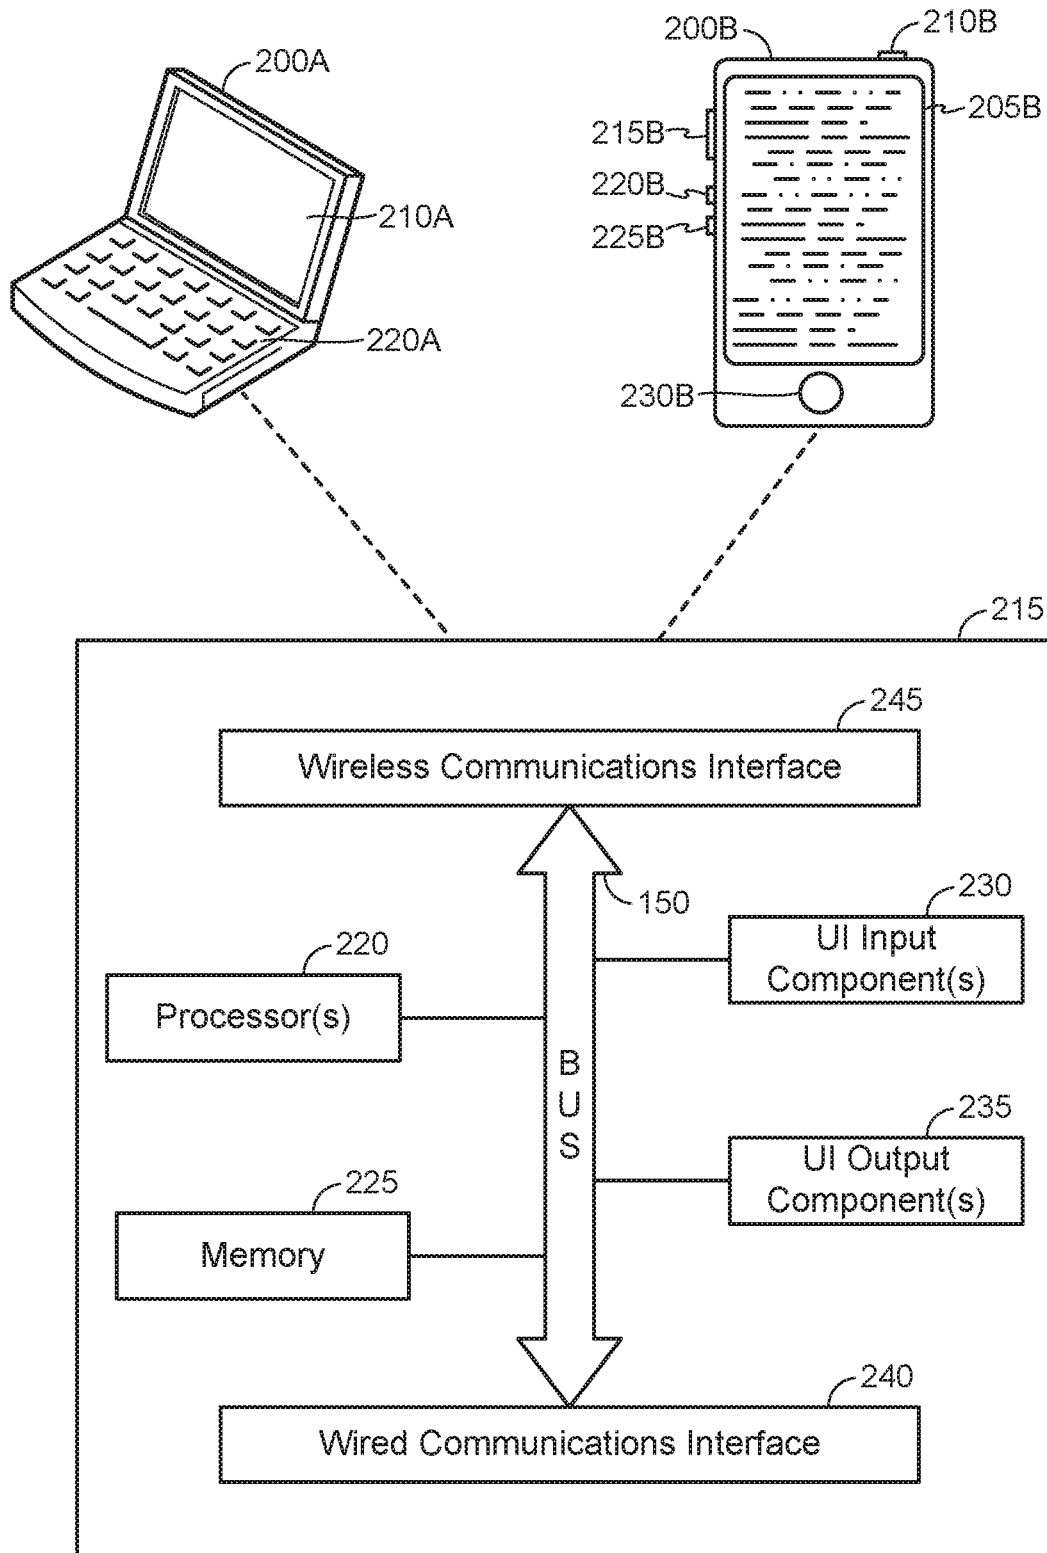 200A
210A
220A
200B
210B
205B
215B
220B
225B
230B
215
245
Wireless Communications Interface
150
230
UI Input
Component(s)
220
Processor(s)
B
U
S
235
UI Output
Component(s)
225
Memory
240
Wired Communications Interface